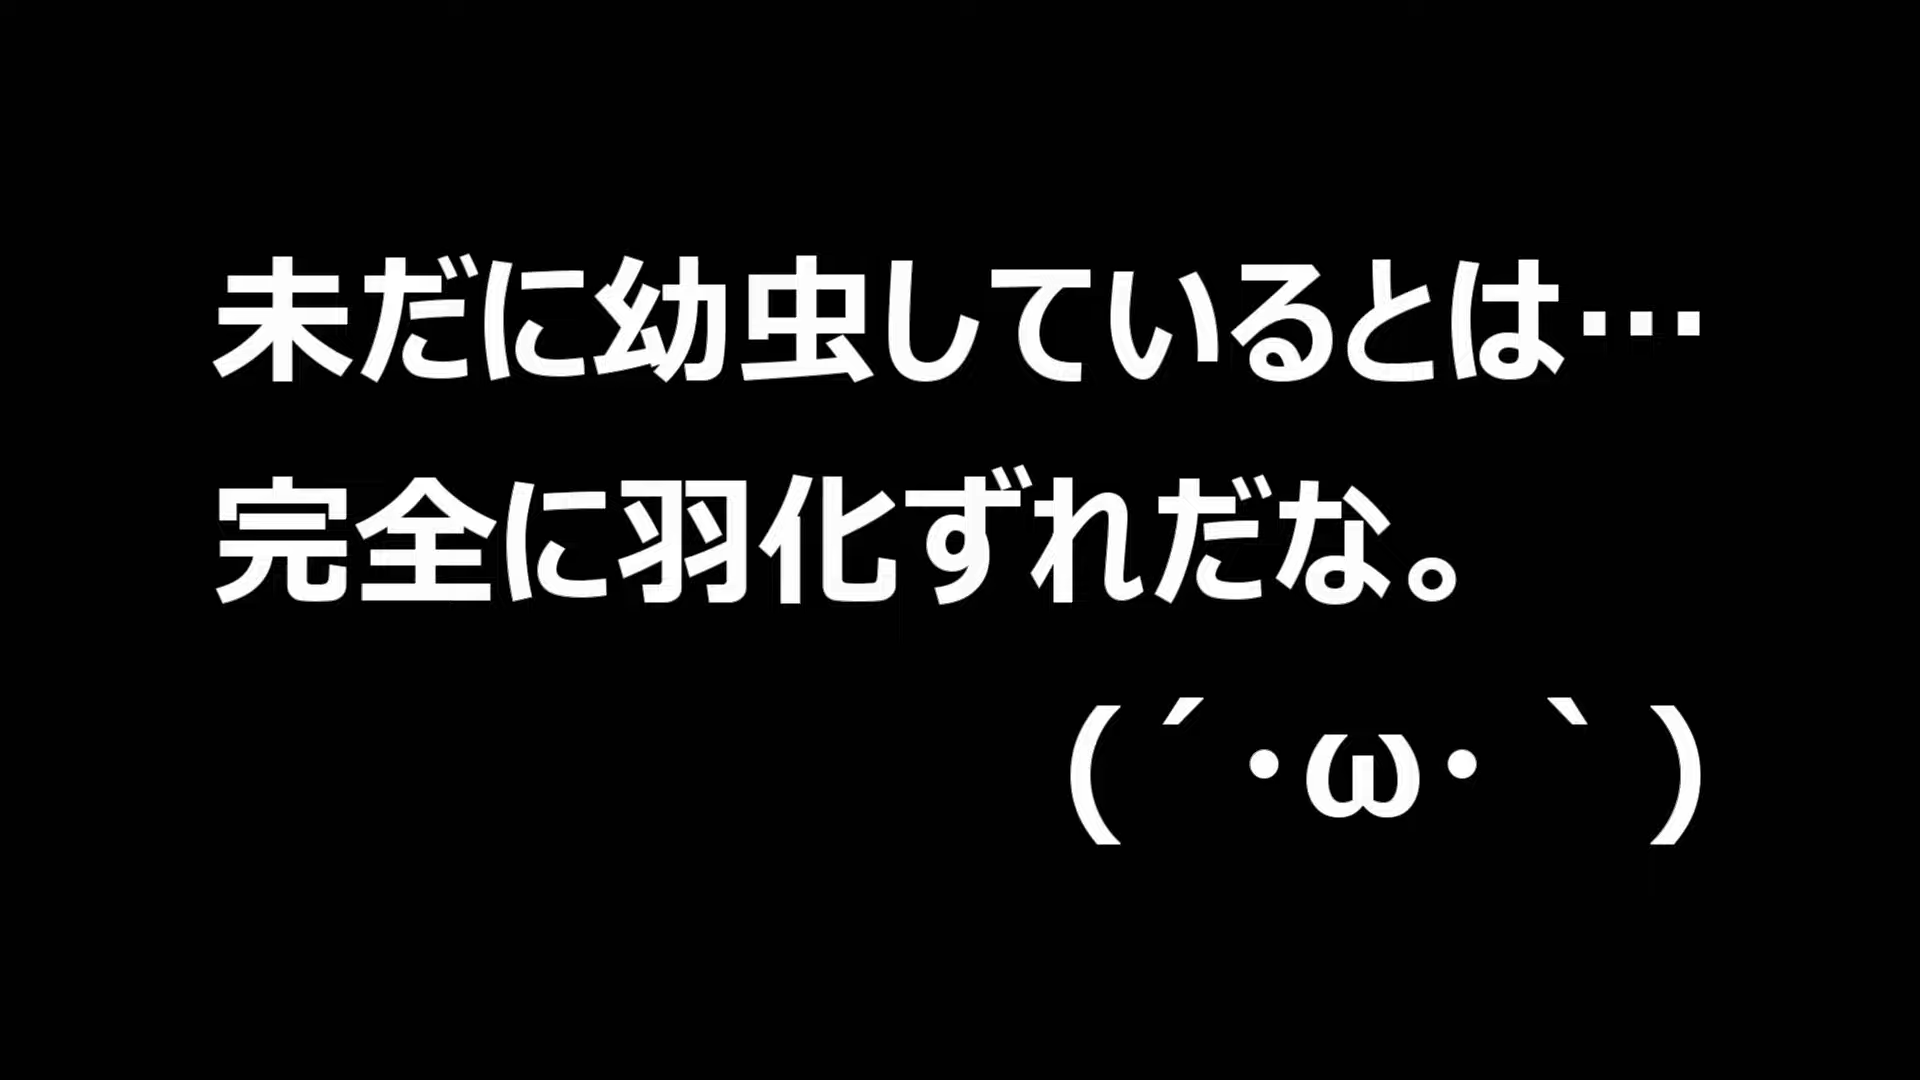 未だに幼虫しているとは…
完全に羽化ずれだな。
(´･ω･｀)